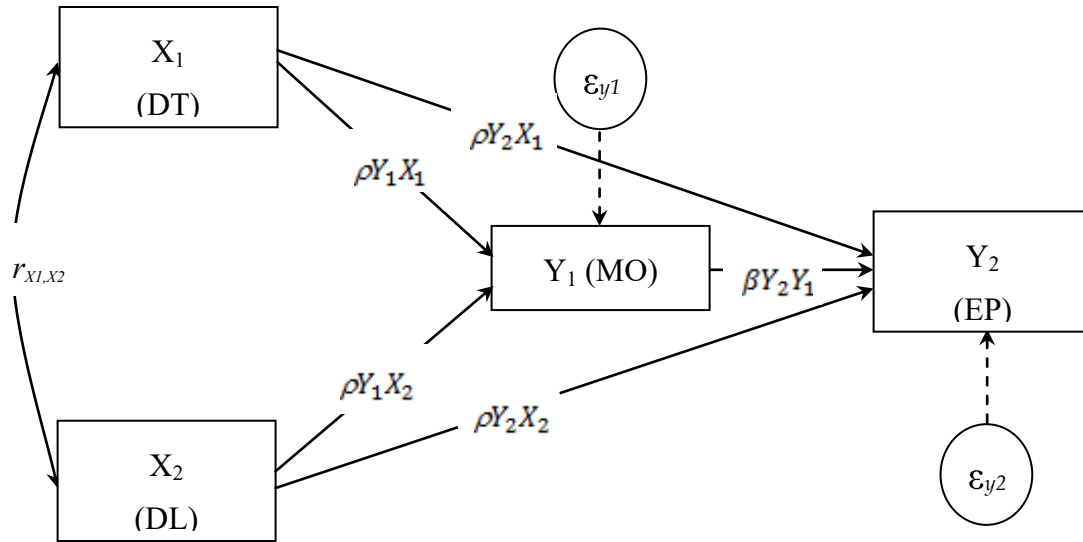 X₁
(DT)
εy1
ρY₂X₁
ρY₁X₁
Y₁ (MO)
βY₂Y₁
Y₂
(EP)
rX1,X2
ρY₁X₂
ρY₂X₂
X₂
(DL)
εy2